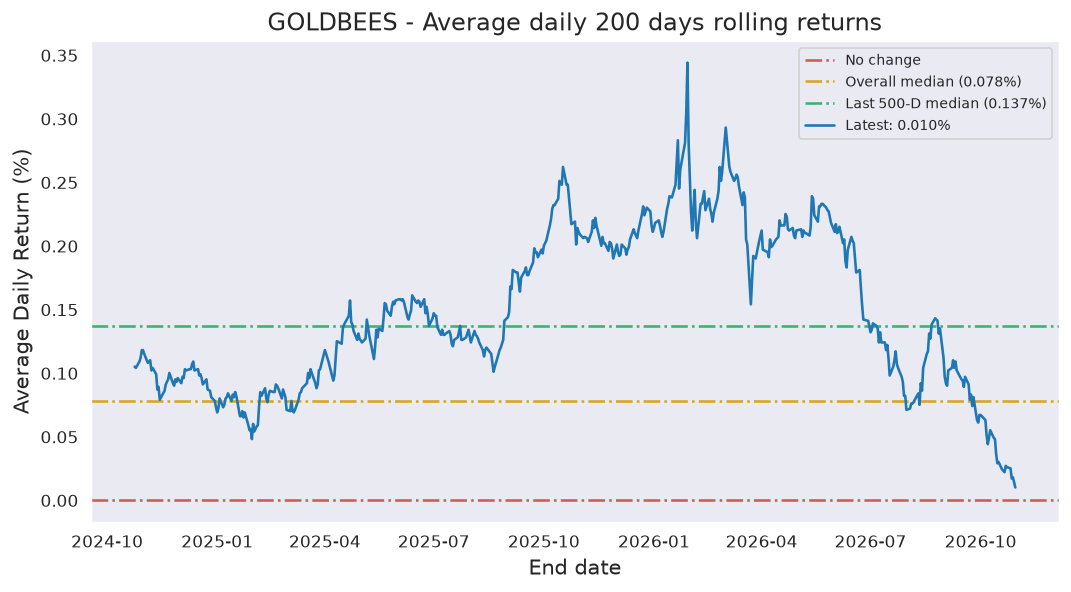 GOLDBEES - Average daily 200 days rolling returns
0.35
0.30
0.25
0.20
0.15
0.10
0.05
0.00
Average Daily Return (%)
No change
Overall median (0.078%)
Last 500-D median (0.137%)
Latest: 0.010%
2024-10 2025-01 2025-04 2025-07 2025-10 2026-01 2026-04 2026-07 2026-10
End date